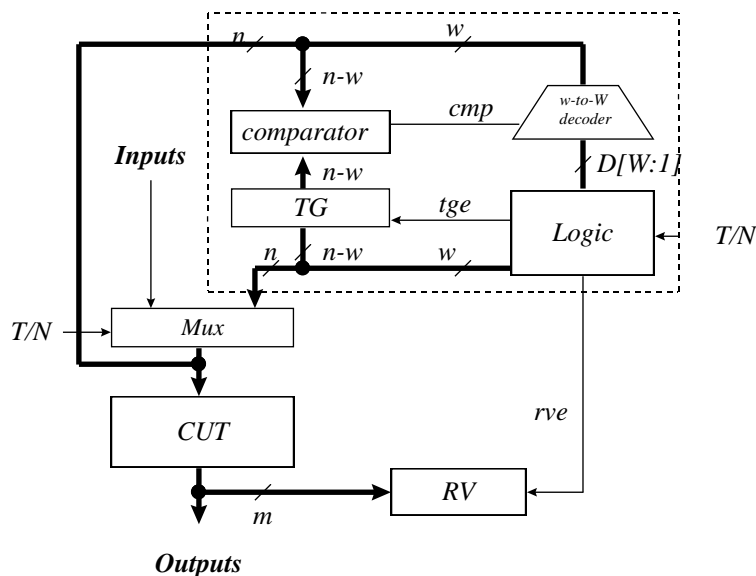 n
w
n-w
w-to-W
decoder
cmp
comparator
Inputs
n-w
D[W:1]
TG
tge
Logic
T/N
n
n-w
w
T/N
Mux
CUT
rve
RV
m
Outputs